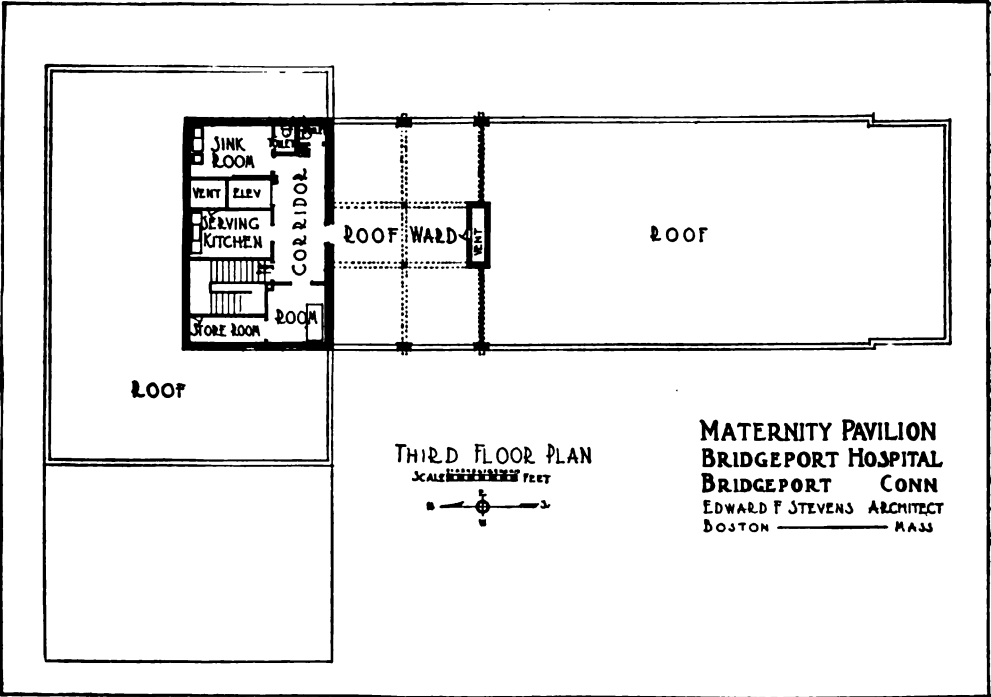 TOILET
SINK
ROOM
VENT
ELEV
CORRIDOR
SERVING
KITCHEN
ROOF WARD
VENT
ROOF
ROOM
STORE ROOM
ROOF
THIRD FLOOR PLAN
SCALE FEET
E
N S
W
MATERNITY PAVILION
BRIDGEPORT HOSPITAL
BRIDGEPORT CONN
EDWARD F STEVENS ARCHITECT
BOSTON MASS